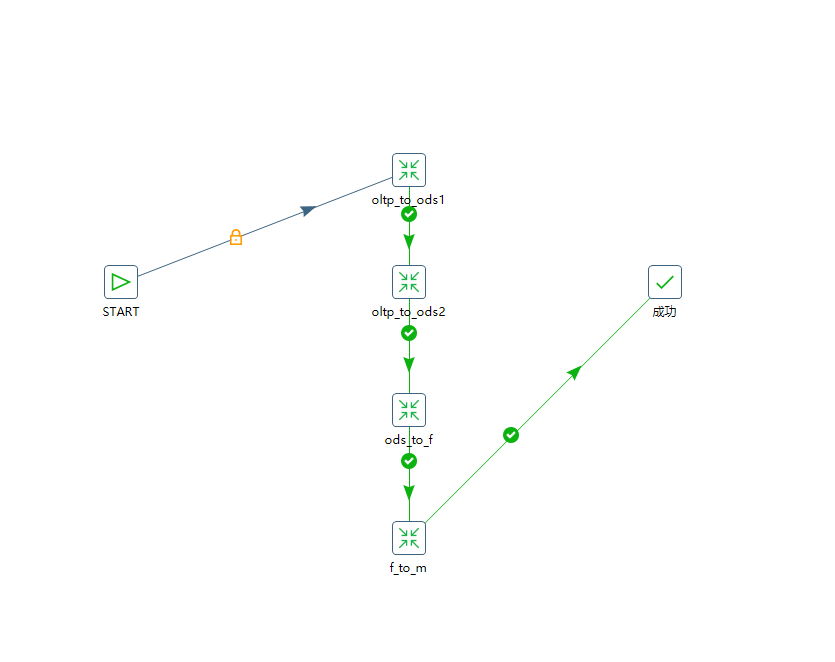 oltp_to_ods1
START
oltp_to_ods2
成功
ods_to_f
f_to_m